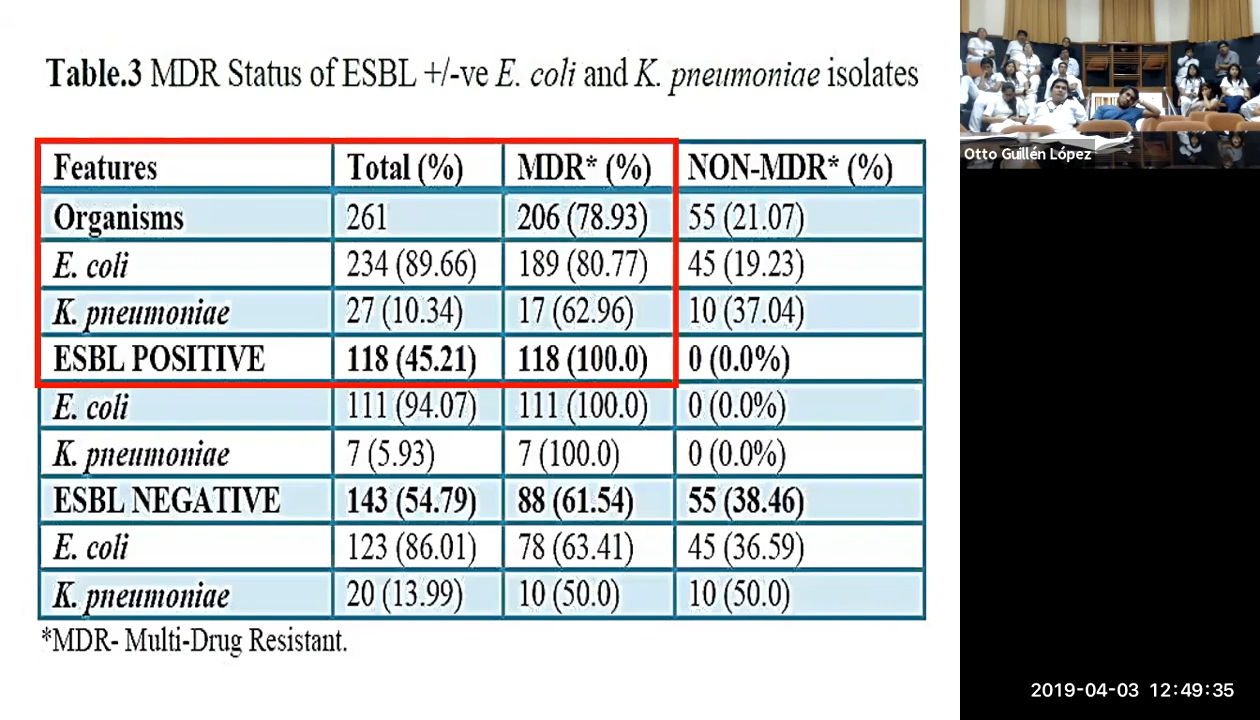 Table.3 MDR Status of ESBL +/-ve E. coli and K. pneumoniae isolates
Features Total (%) MDR* (%) NON-MDR* (%)
Organisms 261 206 (78.93) 55 (21.07)
E. coli 234 (89.66) 189 (80.77) 45 (19.23)
K. pneumoniae 27 (10.34) 17 (62.96) 10 (37.04)
ESBL POSITIVE 118 (45.21) 118 (100.0) 0 (0.0%)
E. coli 111 (94.07) 111 (100.0) 0 (0.0%)
K. pneumoniae 7 (5.93) 7 (100.0) 0 (0.0%)
ESBL NEGATIVE 143 (54.79) 88 (61.54) 55 (38.46)
E. coli 123 (86.01) 78 (63.41) 45 (36.59)
K. pneumoniae 20 (13.99) 10 (50.0) 10 (50.0)
*MDR- Multi-Drug Resistant.
Otto Guillén López
2019-04-03 12:49:35